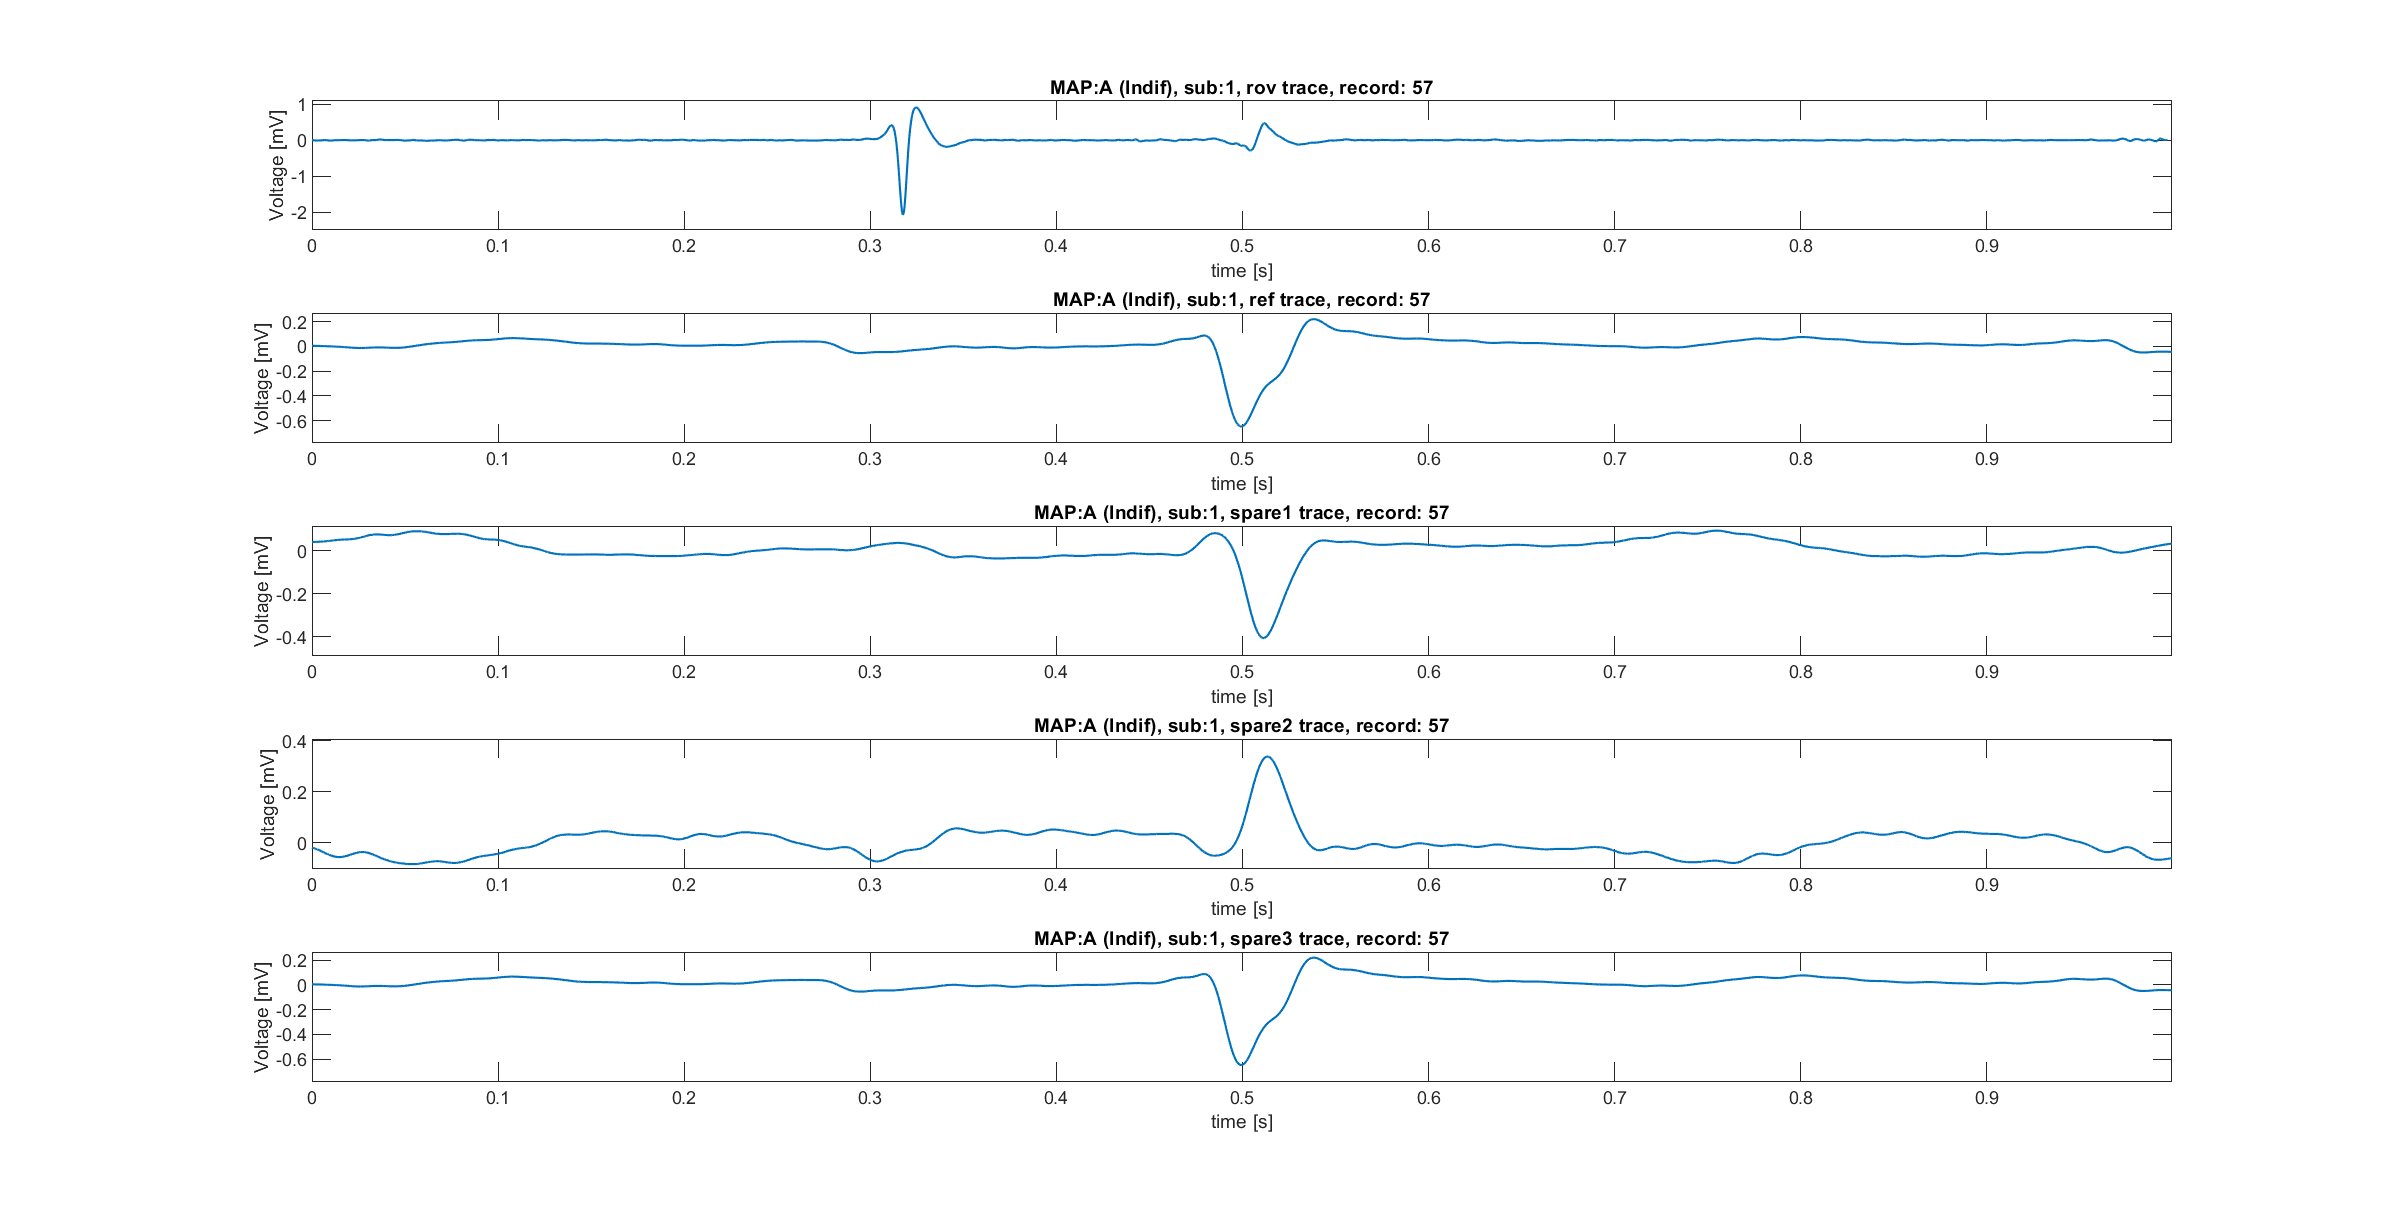 MAP:A (Indif), sub:1, rov trace, record: 57
Voltage [mV]
1
0
-1
-2
0 0.1 0.2 0.3 0.4 0.5 0.6 0.7 0.8 0.9
time [s]
MAP:A (Indif), sub:1, ref trace, record: 57
Voltage [mV]
0.2
0
-0.2
-0.4
-0.6
0 0.1 0.2 0.3 0.4 0.5 0.6 0.7 0.8 0.9
time [s]
MAP:A (Indif), sub:1, spare1 trace, record: 57
Voltage [mV]
0
-0.2
-0.4
0 0.1 0.2 0.3 0.4 0.5 0.6 0.7 0.8 0.9
time [s]
MAP:A (Indif), sub:1, spare2 trace, record: 57
Voltage [mV]
0.4
0.2
0
0 0.1 0.2 0.3 0.4 0.5 0.6 0.7 0.8 0.9
time [s]
MAP:A (Indif), sub:1, spare3 trace, record: 57
Voltage [mV]
0.2
0
-0.2
-0.4
-0.6
0 0.1 0.2 0.3 0.4 0.5 0.6 0.7 0.8 0.9
time [s]